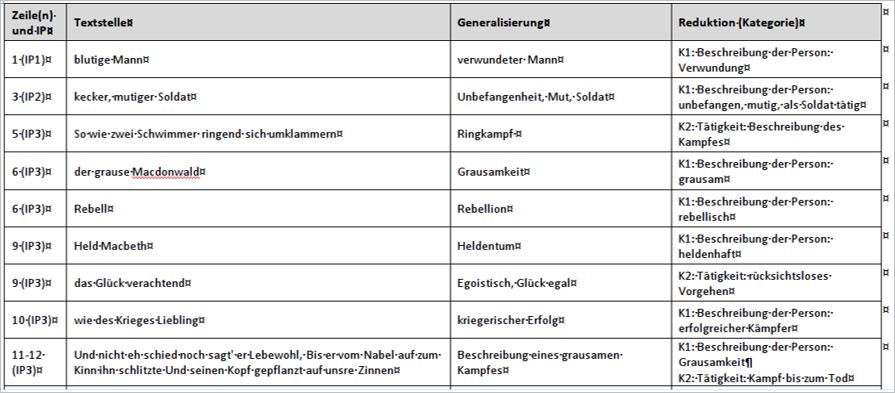 Zeile(n) und IP Textstelle Generalisierung Reduktion (Kategorie)
1 (IP1) blutige Mann verwundeter Mann K1: Beschreibung der Person:
Verwundung
3 (IP2) kecker, mutiger Soldat Unbefangenheit, Mut, Soldat K1: Beschreibung der Person:
unbefangen, mutig, als Soldat tätig
5 (IP3) So wie zwei Schwimmer ringend sich umklammern Ringkampf K2: Tätigkeit: Beschreibung des
Kampfes
6 (IP3) der grause Macdonwald Grausamkeit K1: Beschreibung der Person:
grausam
6 (IP3) Rebell Rebellion K1: Beschreibung der Person:
rebellisch
9 (IP3) Held Macbeth Heldentum K1: Beschreibung der Person:
heldenhaft
9 (IP3) das Glück verachtend Egoistisch, Glück egal K2: Tätigkeit: rücksichtsloses
Vorgehen
10 (IP3) wie des Krieges Liebling kriegerischer Erfolg K1: Beschreibung der Person:
erfolgreicher Kämpfer
11-12 (IP3) Und nicht eh schied noch sagt' er Lebewohl, Bis er vom Nabel auf zum
Kinn ihn schlitzte Und seinen Kopf gepflanzt auf unsre Zinnen
Beschreibung eines grausamen
Kampfes
K1: Beschreibung der Person:
Grausamkeit¶
K2: Tätigkeit: Kampf bis zum Tod